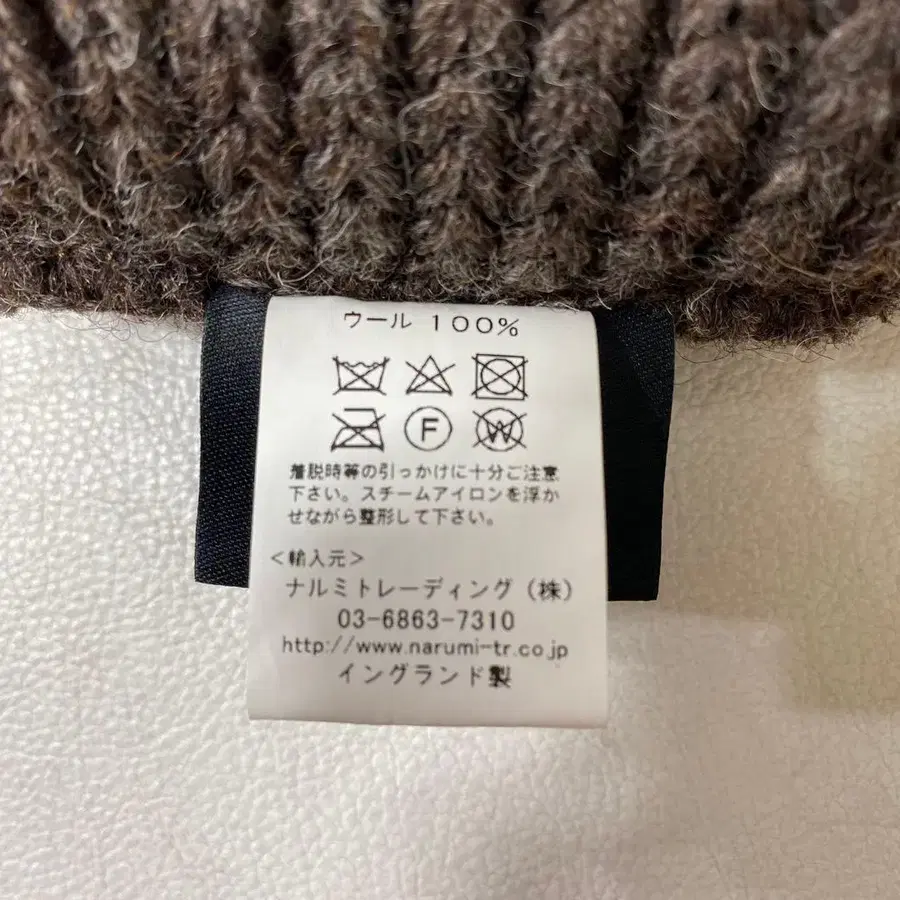 ウール 100%
F W
着脱時等の引っかけに十分ご注意
下さい。スチームアイロンを浮か
せながら整形して下さい。
<輸入元>
ナルミトレーディング（株）
03-6863-7310
http://www.narumi-tr.co.jp
イングランド製